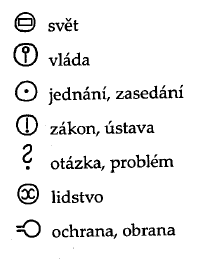 svět
vláda
jednání, zasedání
zákon, ústava
otázka, problém
lidstvo
ochrana, obrana